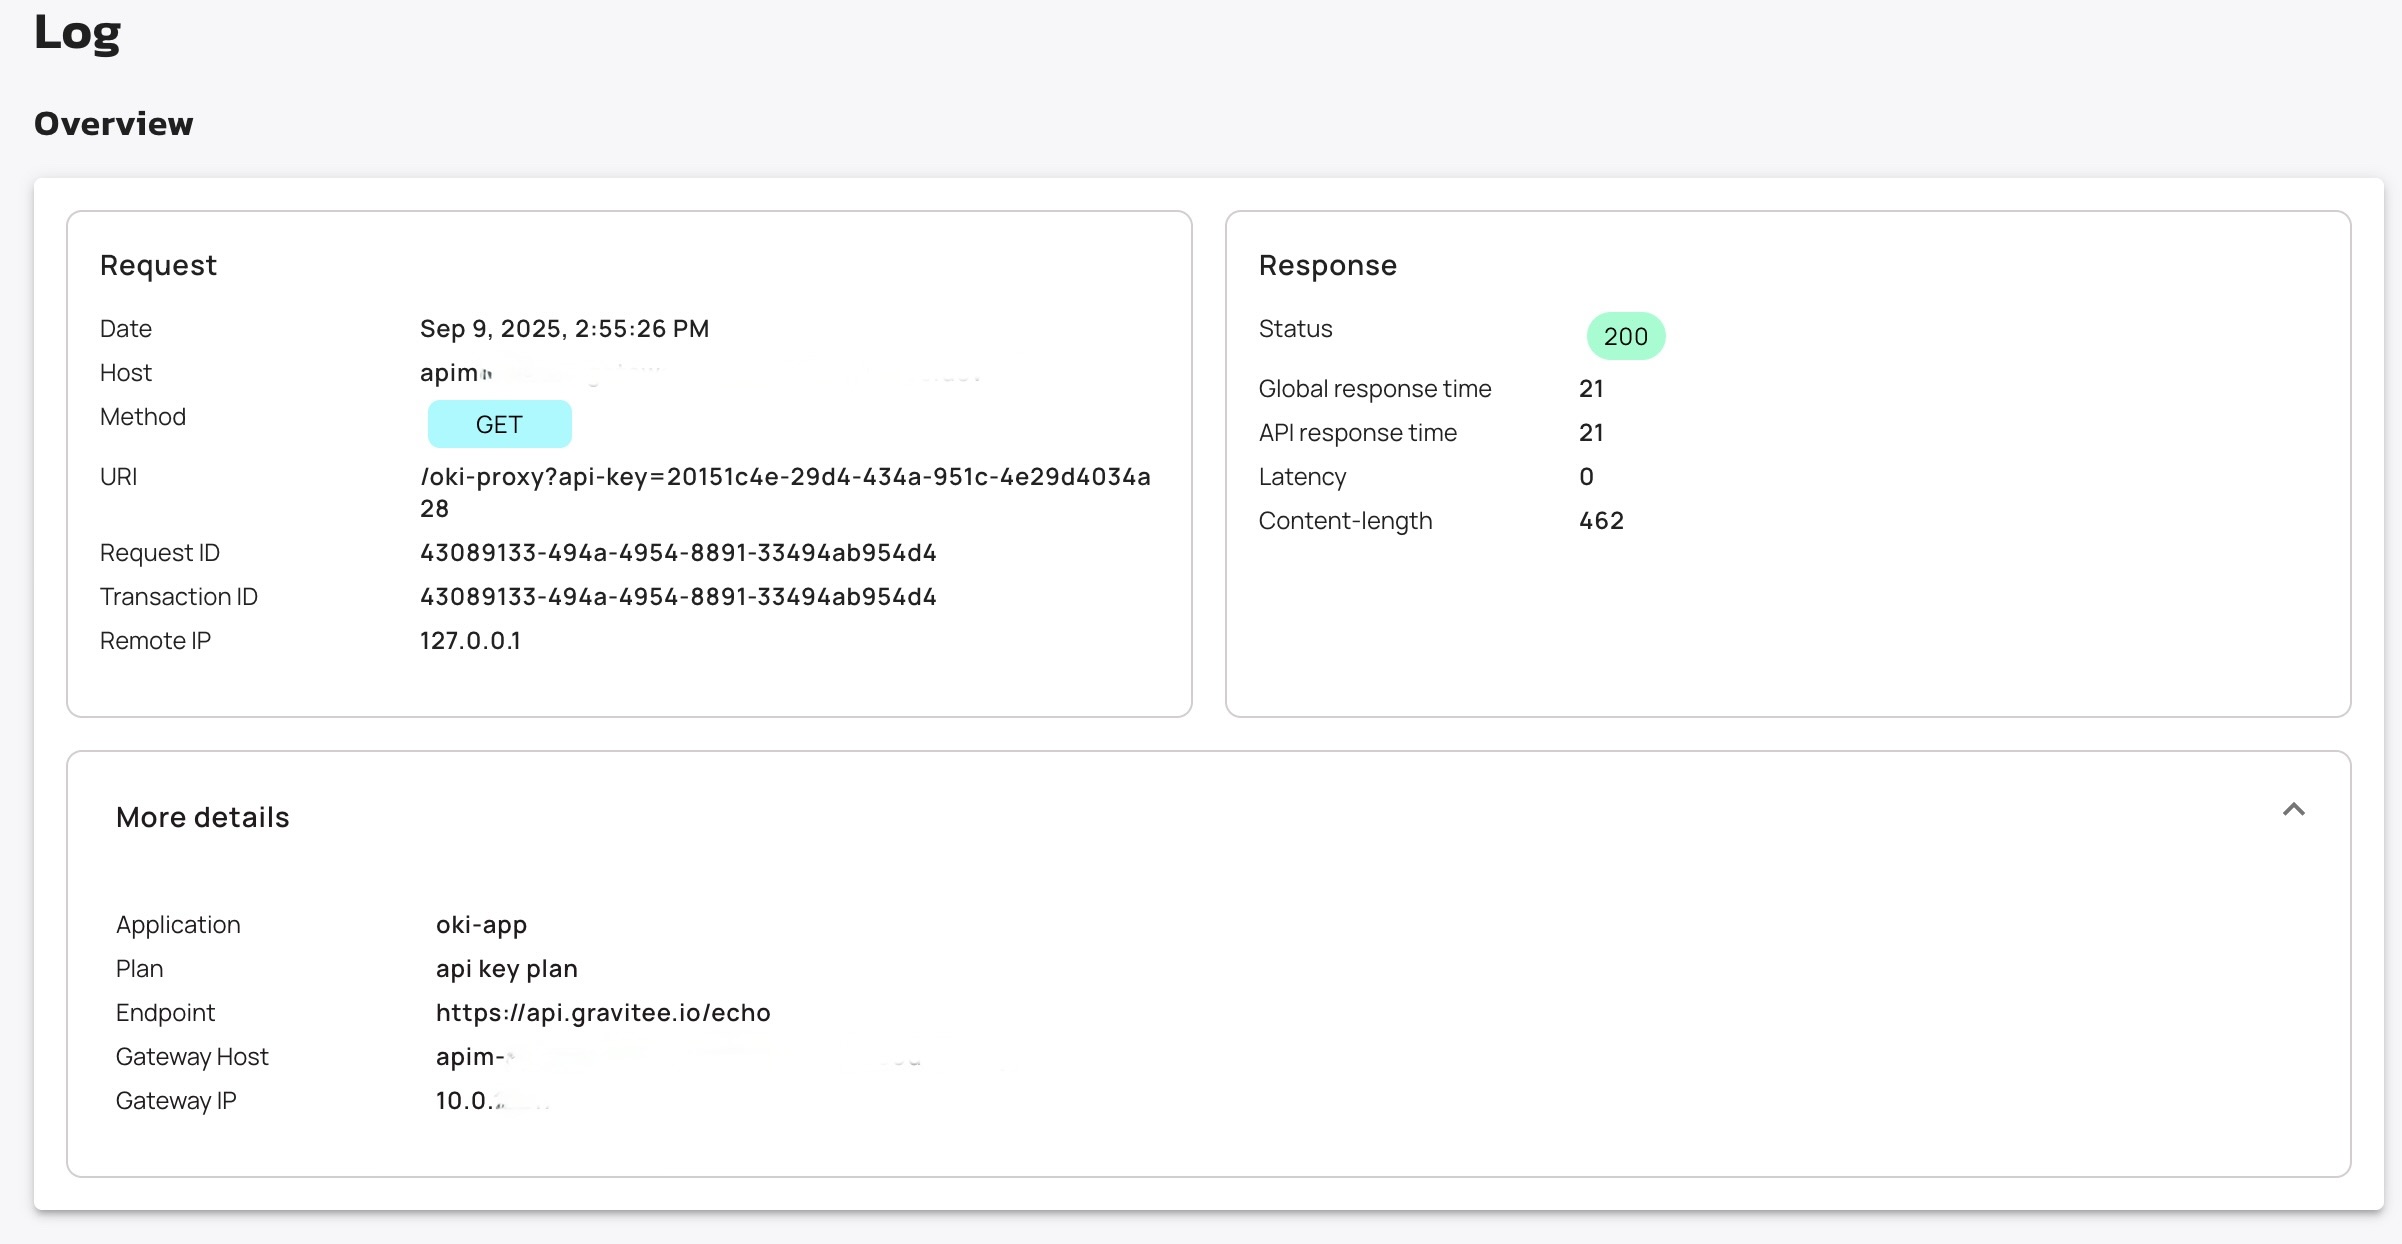 Log
Overview
Request
Date Sep 9, 2025, 2:55:26 PM
Host apim
Method GET
URI /oki-proxy?api-key=20151c4e-29d4-434a-951c-4e29d4034a
28
Request ID 43089133-494a-4954-8891-33494ab954d4
Transaction ID 43089133-494a-4954-8891-33494ab954d4
Remote IP 127.0.0.1
Response
Status 200
Global response time 21
API response time 21
Latency 0
Content-length 462
More details
Application oki-app
Plan api key plan
Endpoint https://api.gravitee.io/echo
Gateway Host apim-
Gateway IP 10.0.